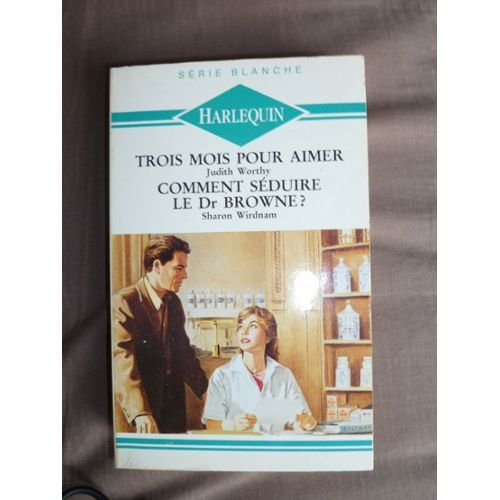 SÉRIE BLANCHE
HARLEQUIN
TROIS MOIS POUR AIMER
Judith Worthy
COMMENT SÉDUIRE
LE Dr BROWNE?
Sharon Wirdnam